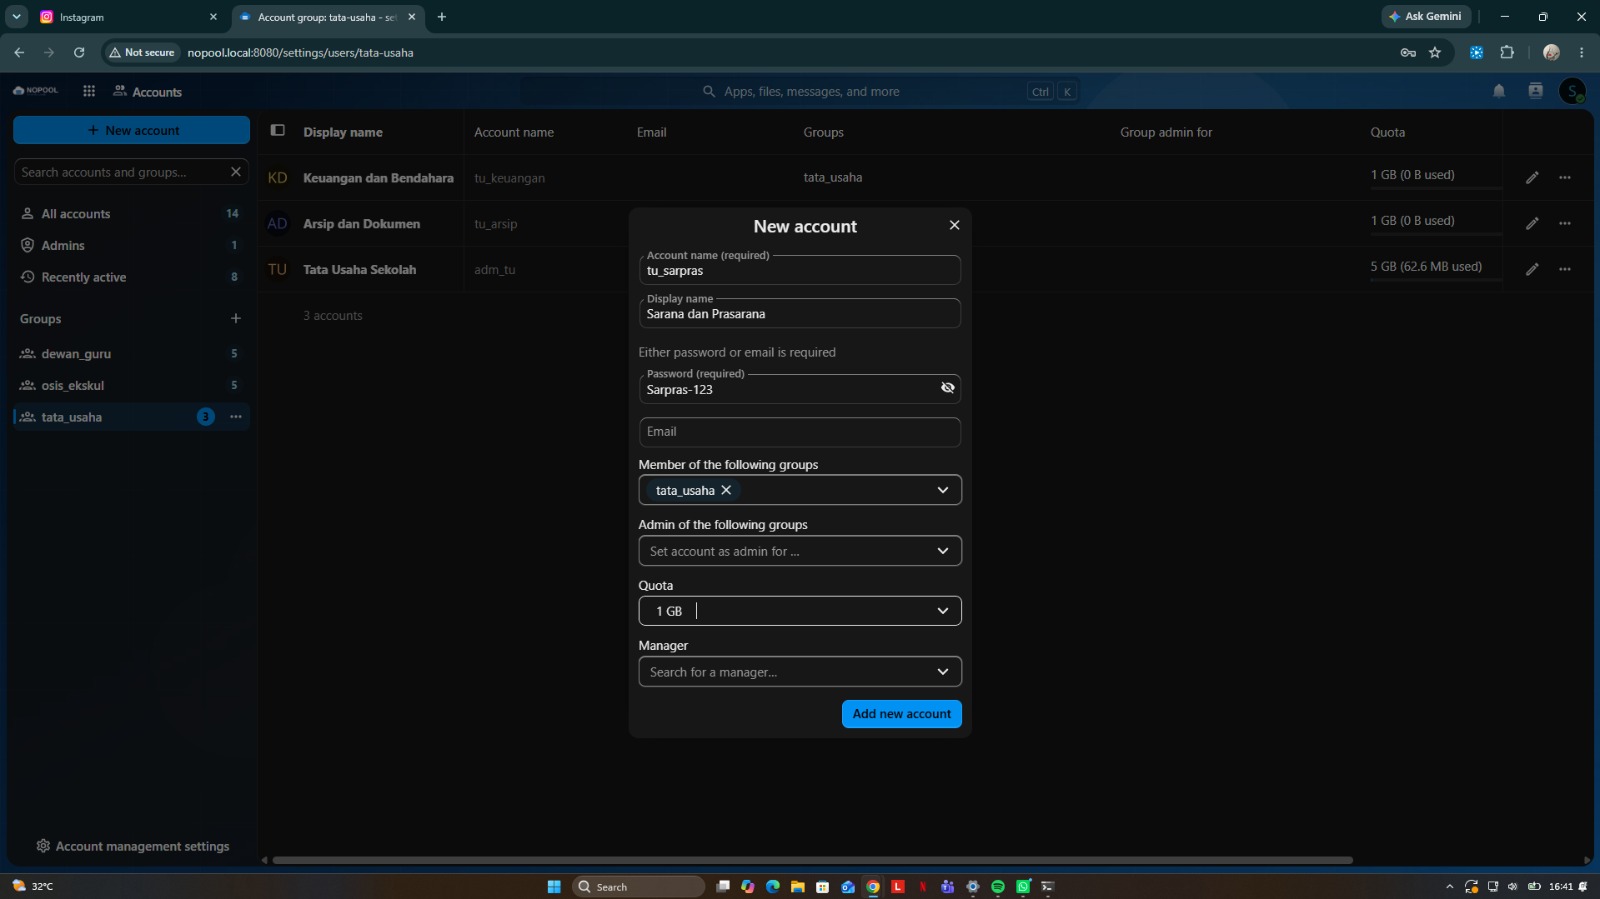 Instagram
Account group: tata-usaha - set
Ask Gemini
Not secure
nopool.local:8080/settings/users/tata-usaha
NOPOOL
Accounts
Apps, files, messages, and more
Ctrl
K
S
New account
Search accounts and groups...
All accounts
14
Admins
1
Recently active
8
Groups
dewan_guru
5
osis_ekskul
5
tata_usaha
3
Account management settings
Display name
Account name
Email
Groups
Group admin for
Quota
KD
Keuangan dan Bendahara
tu_keuangan
tata_usaha
1 GB (0 B used)
AD
Arsip dan Dokumen
tu_arsip
1 GB (0 B used)
TU
Tata Usaha Sekolah
adm_tu
5 GB (62.6 MB used)
3 accounts
New account
Account name (required)
tu_sarpras
Display name
Sarana dan Prasarana
Either password or email is required
Password (required)
Sarpras-123
Email
Member of the following groups
tata_usaha
Admin of the following groups
Set account as admin for ...
Quota
1 GB
Manager
Search for a manager...
Add new account
32°C
Search
L
N
16:41